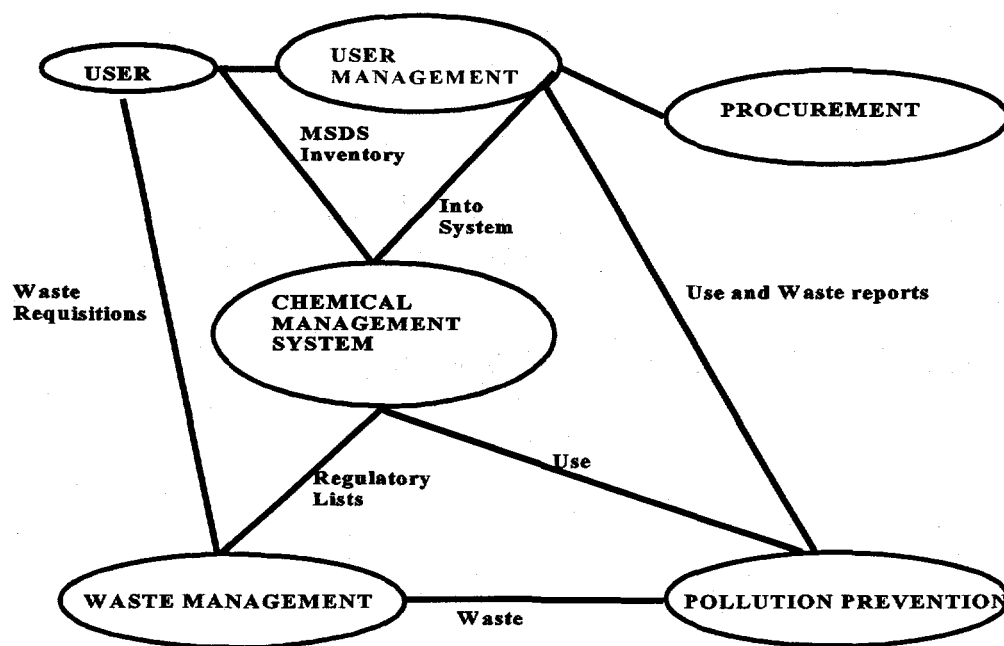 USER
USER
MANAGEMENT
PROCUREMENT
MSDS
Inventory
Into
System
Waste
Requisitions
CHEMICAL
MANAGEMENT
SYSTEM
Use and Waste reports
Use
Regulatory
Lists
WASTE MANAGEMENT
Waste
POLLUTION PREVENTION